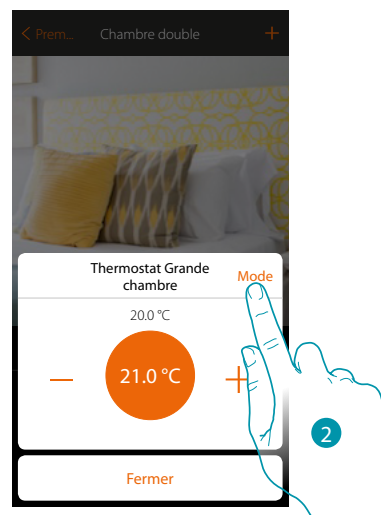 < Prem... Chambre double +
Thermostat Grande
chambre
Mode
20.0 °C
— 21.0 °C +
2
Fermer